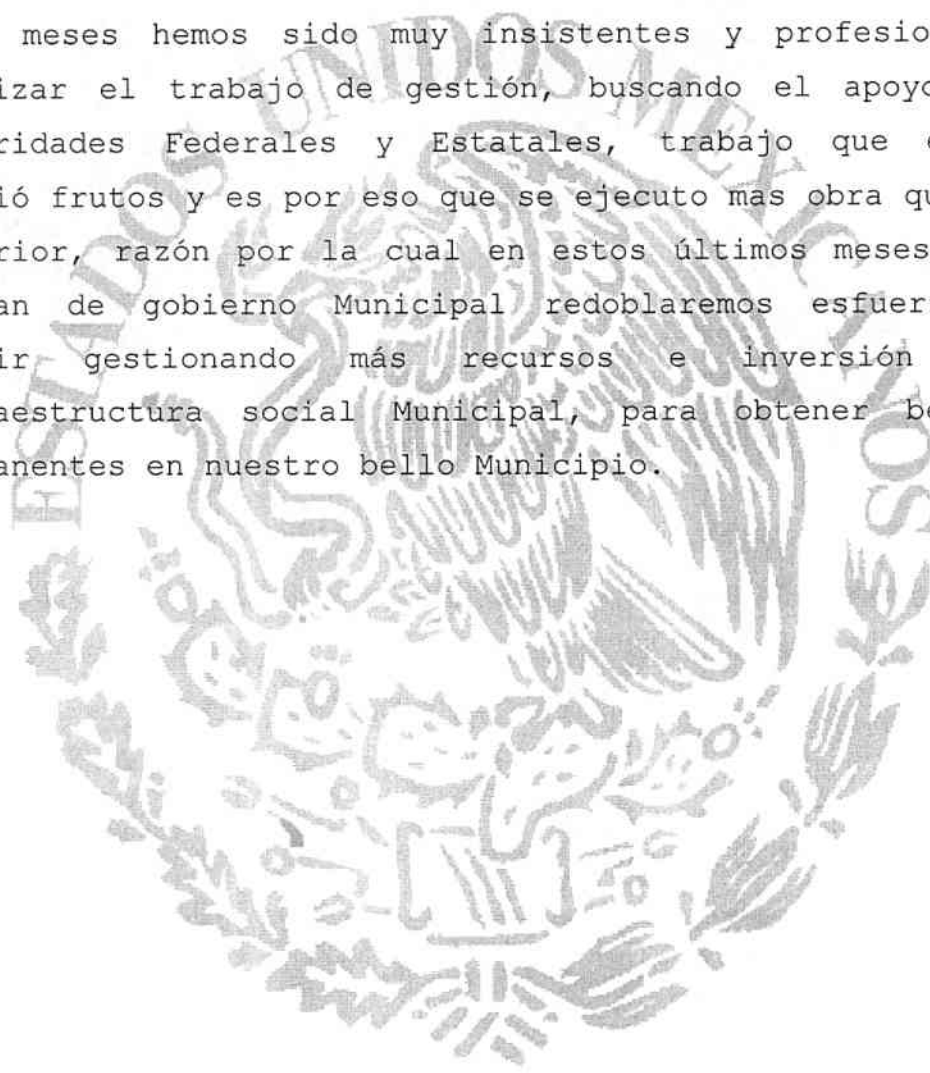 meses hemos sido muy insistentes y profesio
izar el trabajo de gestión, buscando el apoyo
ridades Federales y Estatales, trabajo que
ió frutos y es por eso que se ejecuto mas obra qu
rior, razón por la cual en estos últimos meses
an de gobierno Municipal redoblaremos esfuer
ir gestionando más recursos e inversión
aestructura social Municipal, para obtener be
anentes en nuestro bello Municipio.
ESTADOS UNIDOS MEXICANOS